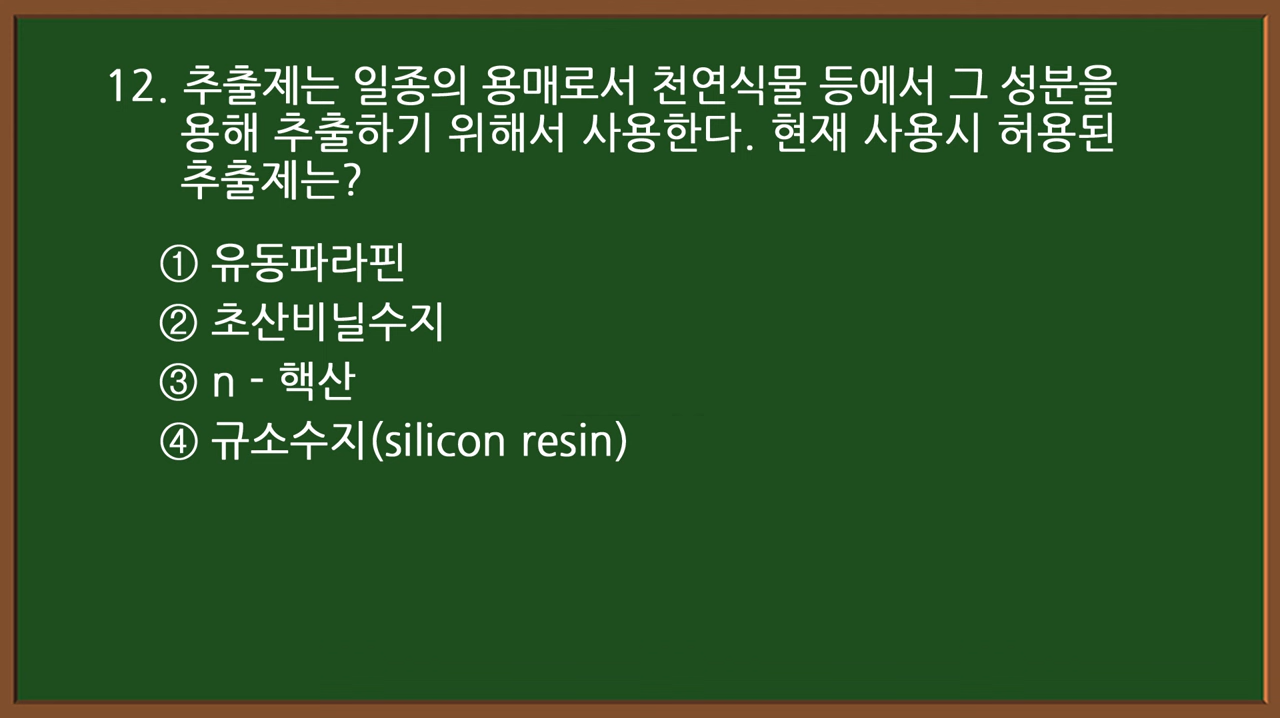 12. 추출제는 일종의 용매로서 천연식물 등에서 그 성분을
용해 추출하기 위해서 사용한다. 현재 사용시 허용된
추출제는?
① 유동파라핀
② 초산비닐수지
③ n - 핵산
④ 규소수지(silicon resin)